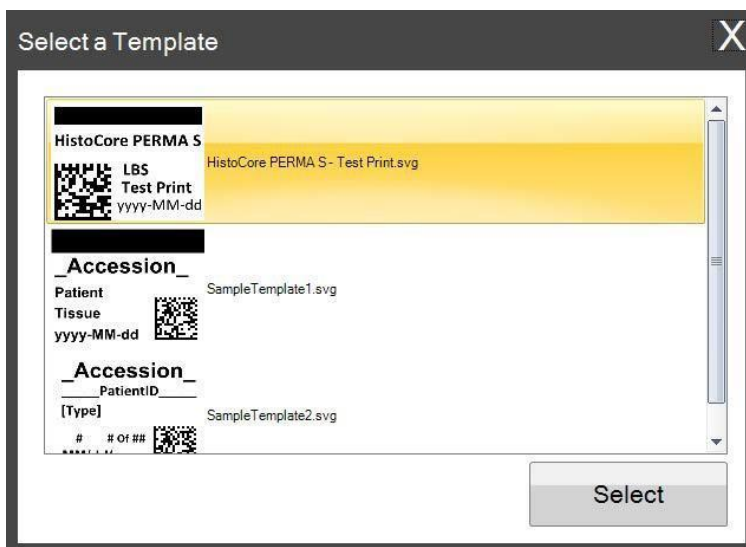 Select a Template
X
HistoCore PERMA S
LBS
Test Print
yyyy-MM-dd
HistoCore PERMA S - Test Print.svg
_Accession_
Patient
Tissue
yyyy-MM-dd
SampleTemplate1.svg
_Accession_
_____PatientID_____
[Type]
# # Of ##
SampleTemplate2.svg
Select